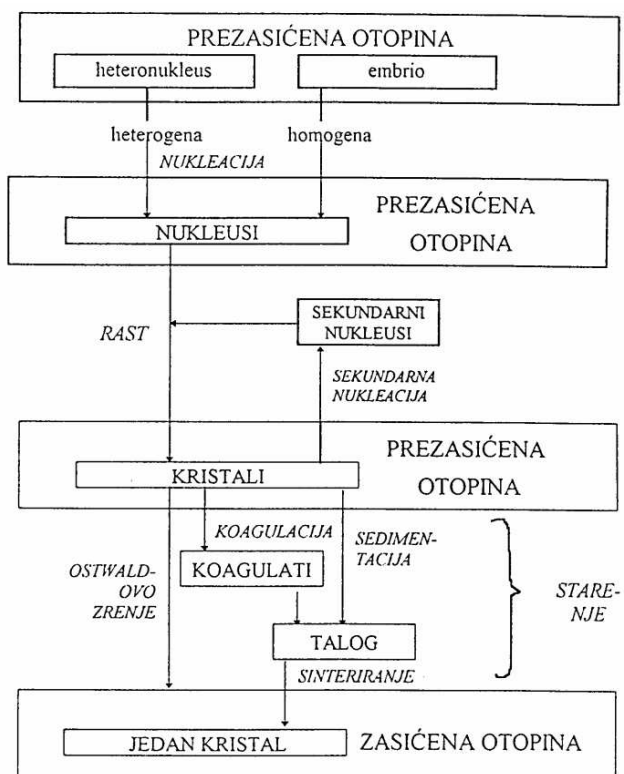 PREZASIĆENA OTOPINA
heteronukleus
embrio
heterogena
homogena
NUKLEACIJA
PREZASIĆENA
OTOPINA
NUKLEUSI
SEKUNDARNI
NUKLEUSI
RAST
SEKUNDARNA
NUKLEACIJA
PREZASIĆENA
OTOPINA
KRISTALI
KOAGULACIJA
SEDIMEN-
TACIJA
KOAGULATI
OSTWALD-
OVO
ZRENJE
STARE-
NJE
TALOG
SINTERIRANJE
JEDAN KRISTAL
ZASIĆENA OTOPINA